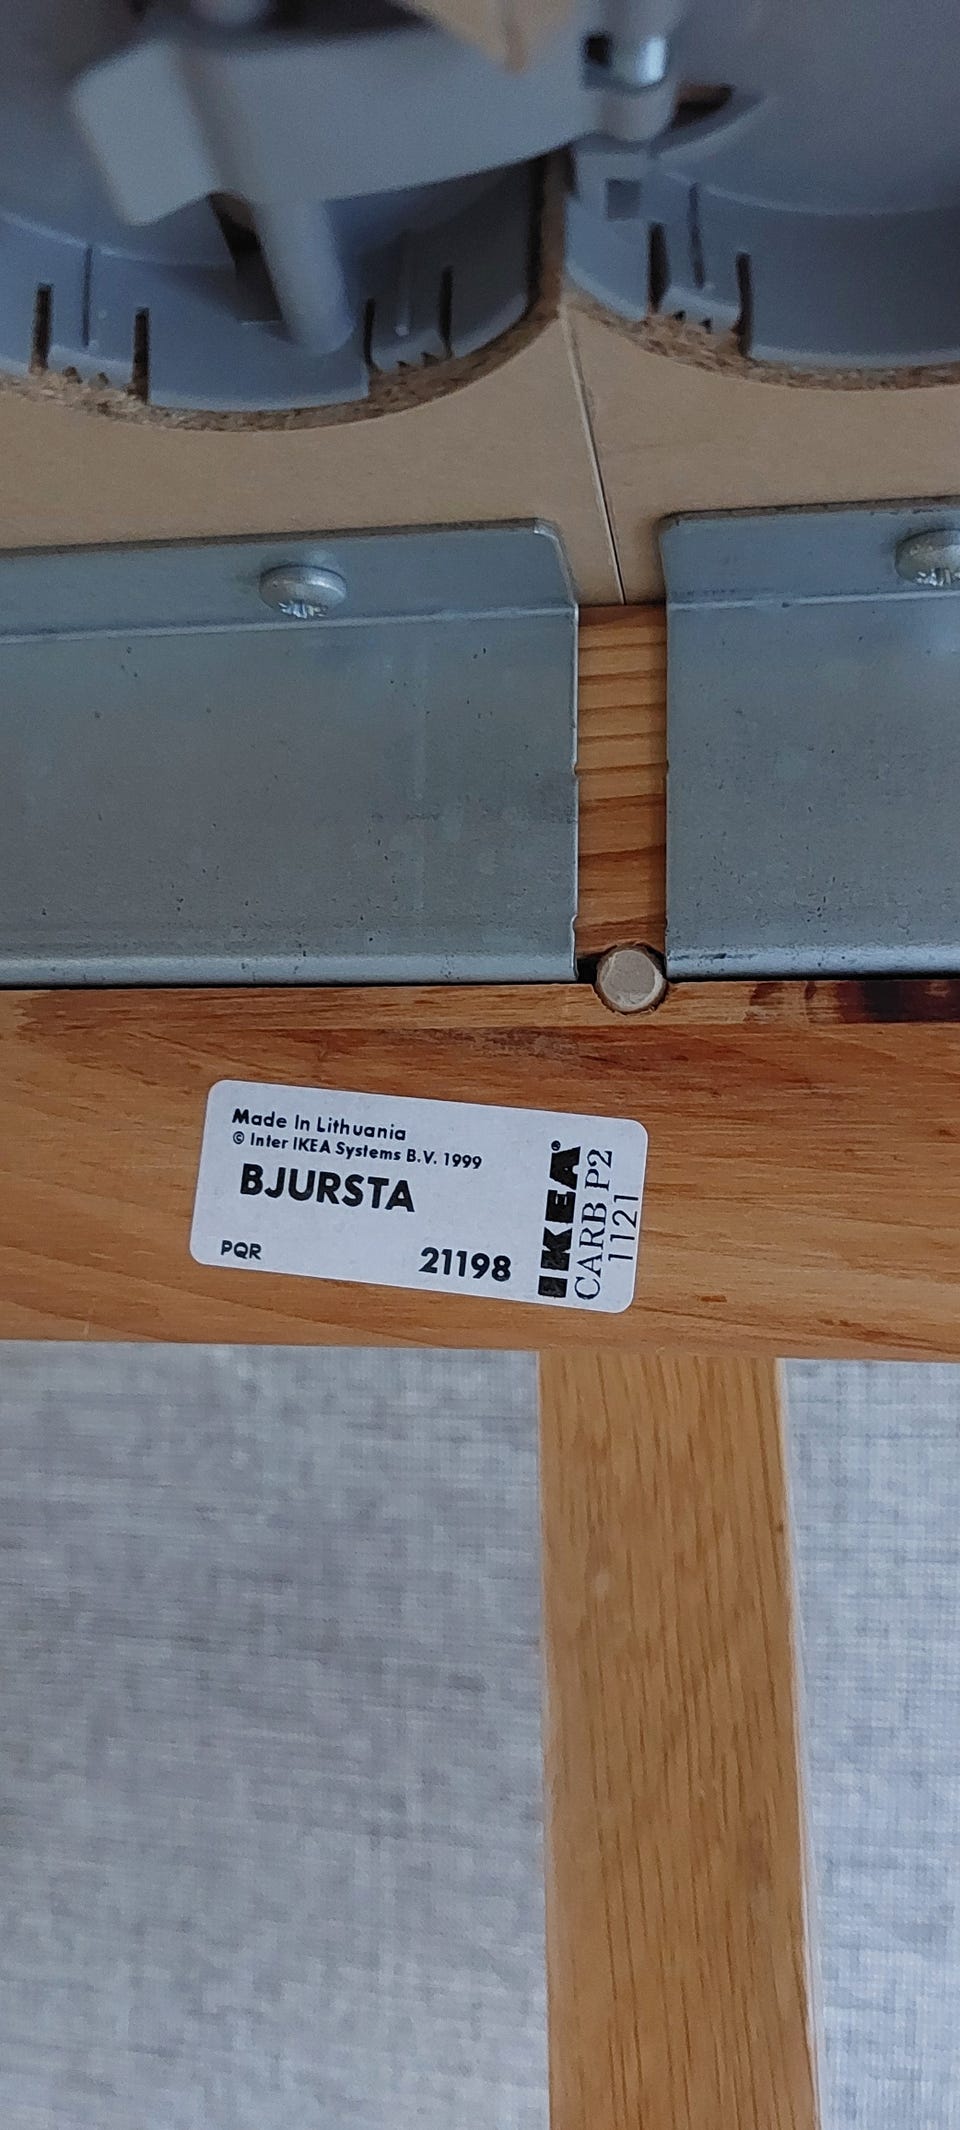 Made In Lithuania
© Inter IKEA Systems B.V. 1999
BJURSTA
PQR
21198
IKEA®
CARB P2
1121